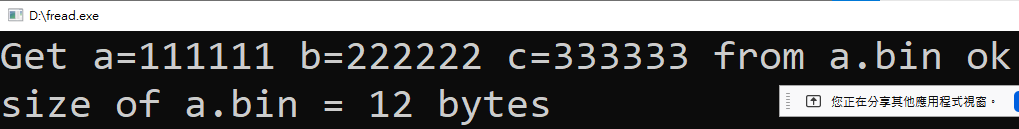 D:\fread.exe
Get a=111111 b=222222 c=333333 from a.bin ok
size of a.bin = 12 bytes
您正在分享其他應用程式視窗。